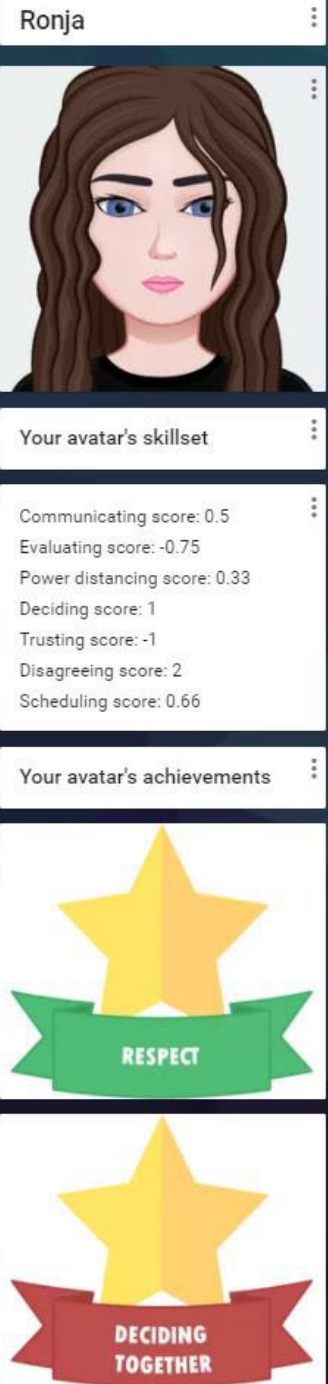 Ronja
Your avatar's skillset
Communicating score: 0.5
Evaluating score: -0.75
Power distancing score: 0.33
Deciding score: 1
Trusting score: -1
Disagreeing score: 2
Scheduling score: 0.66
Your avatar's achievements
RESPECT
DECIDING
TOGETHER